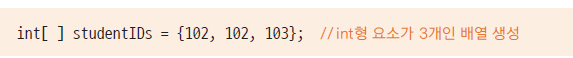 int[ ] studentIDs = {102, 102, 103};  //int형 요소가 3개인 배열 생성